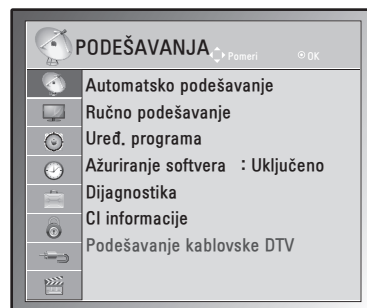 PODEŠAVANJA Pomeri OK
Automatsko podešavanje
Ručno podešavanje
Uređ. programa
Ažuriranje softvera : Uključeno
Dijagnostika
CI informacije
Podešavanje kablovske DTV